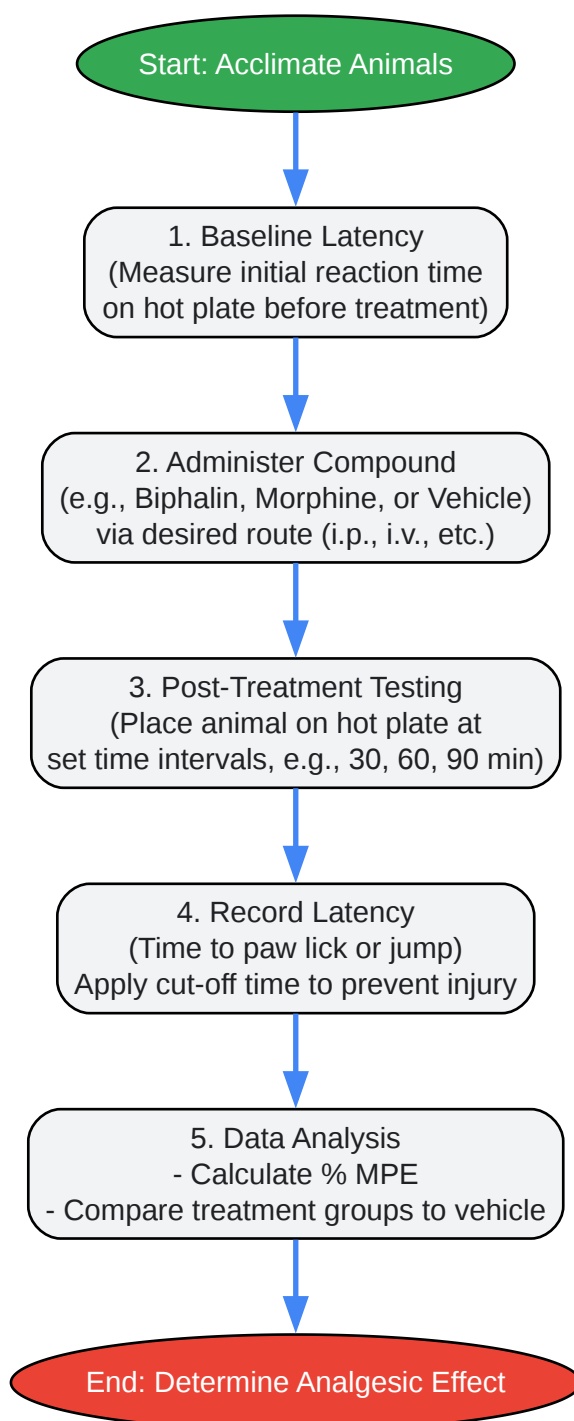 Start: Acclimate Animals
1. Baseline Latency
(Measure initial reaction time
on hot plate before treatment)
2. Administer Compound
(e.g., Biphalin, Morphine, or Vehicle)
via desired route (i.p., i.v., etc.)
3. Post-Treatment Testing
(Place animal on hot plate at
set time intervals, e.g., 30, 60, 90 min)
4. Record Latency
(Time to paw lick or jump)
Apply cut-off time to prevent injury
5. Data Analysis
- Calculate % MPE
- Compare treatment groups to vehicle
End: Determine Analgesic Effect